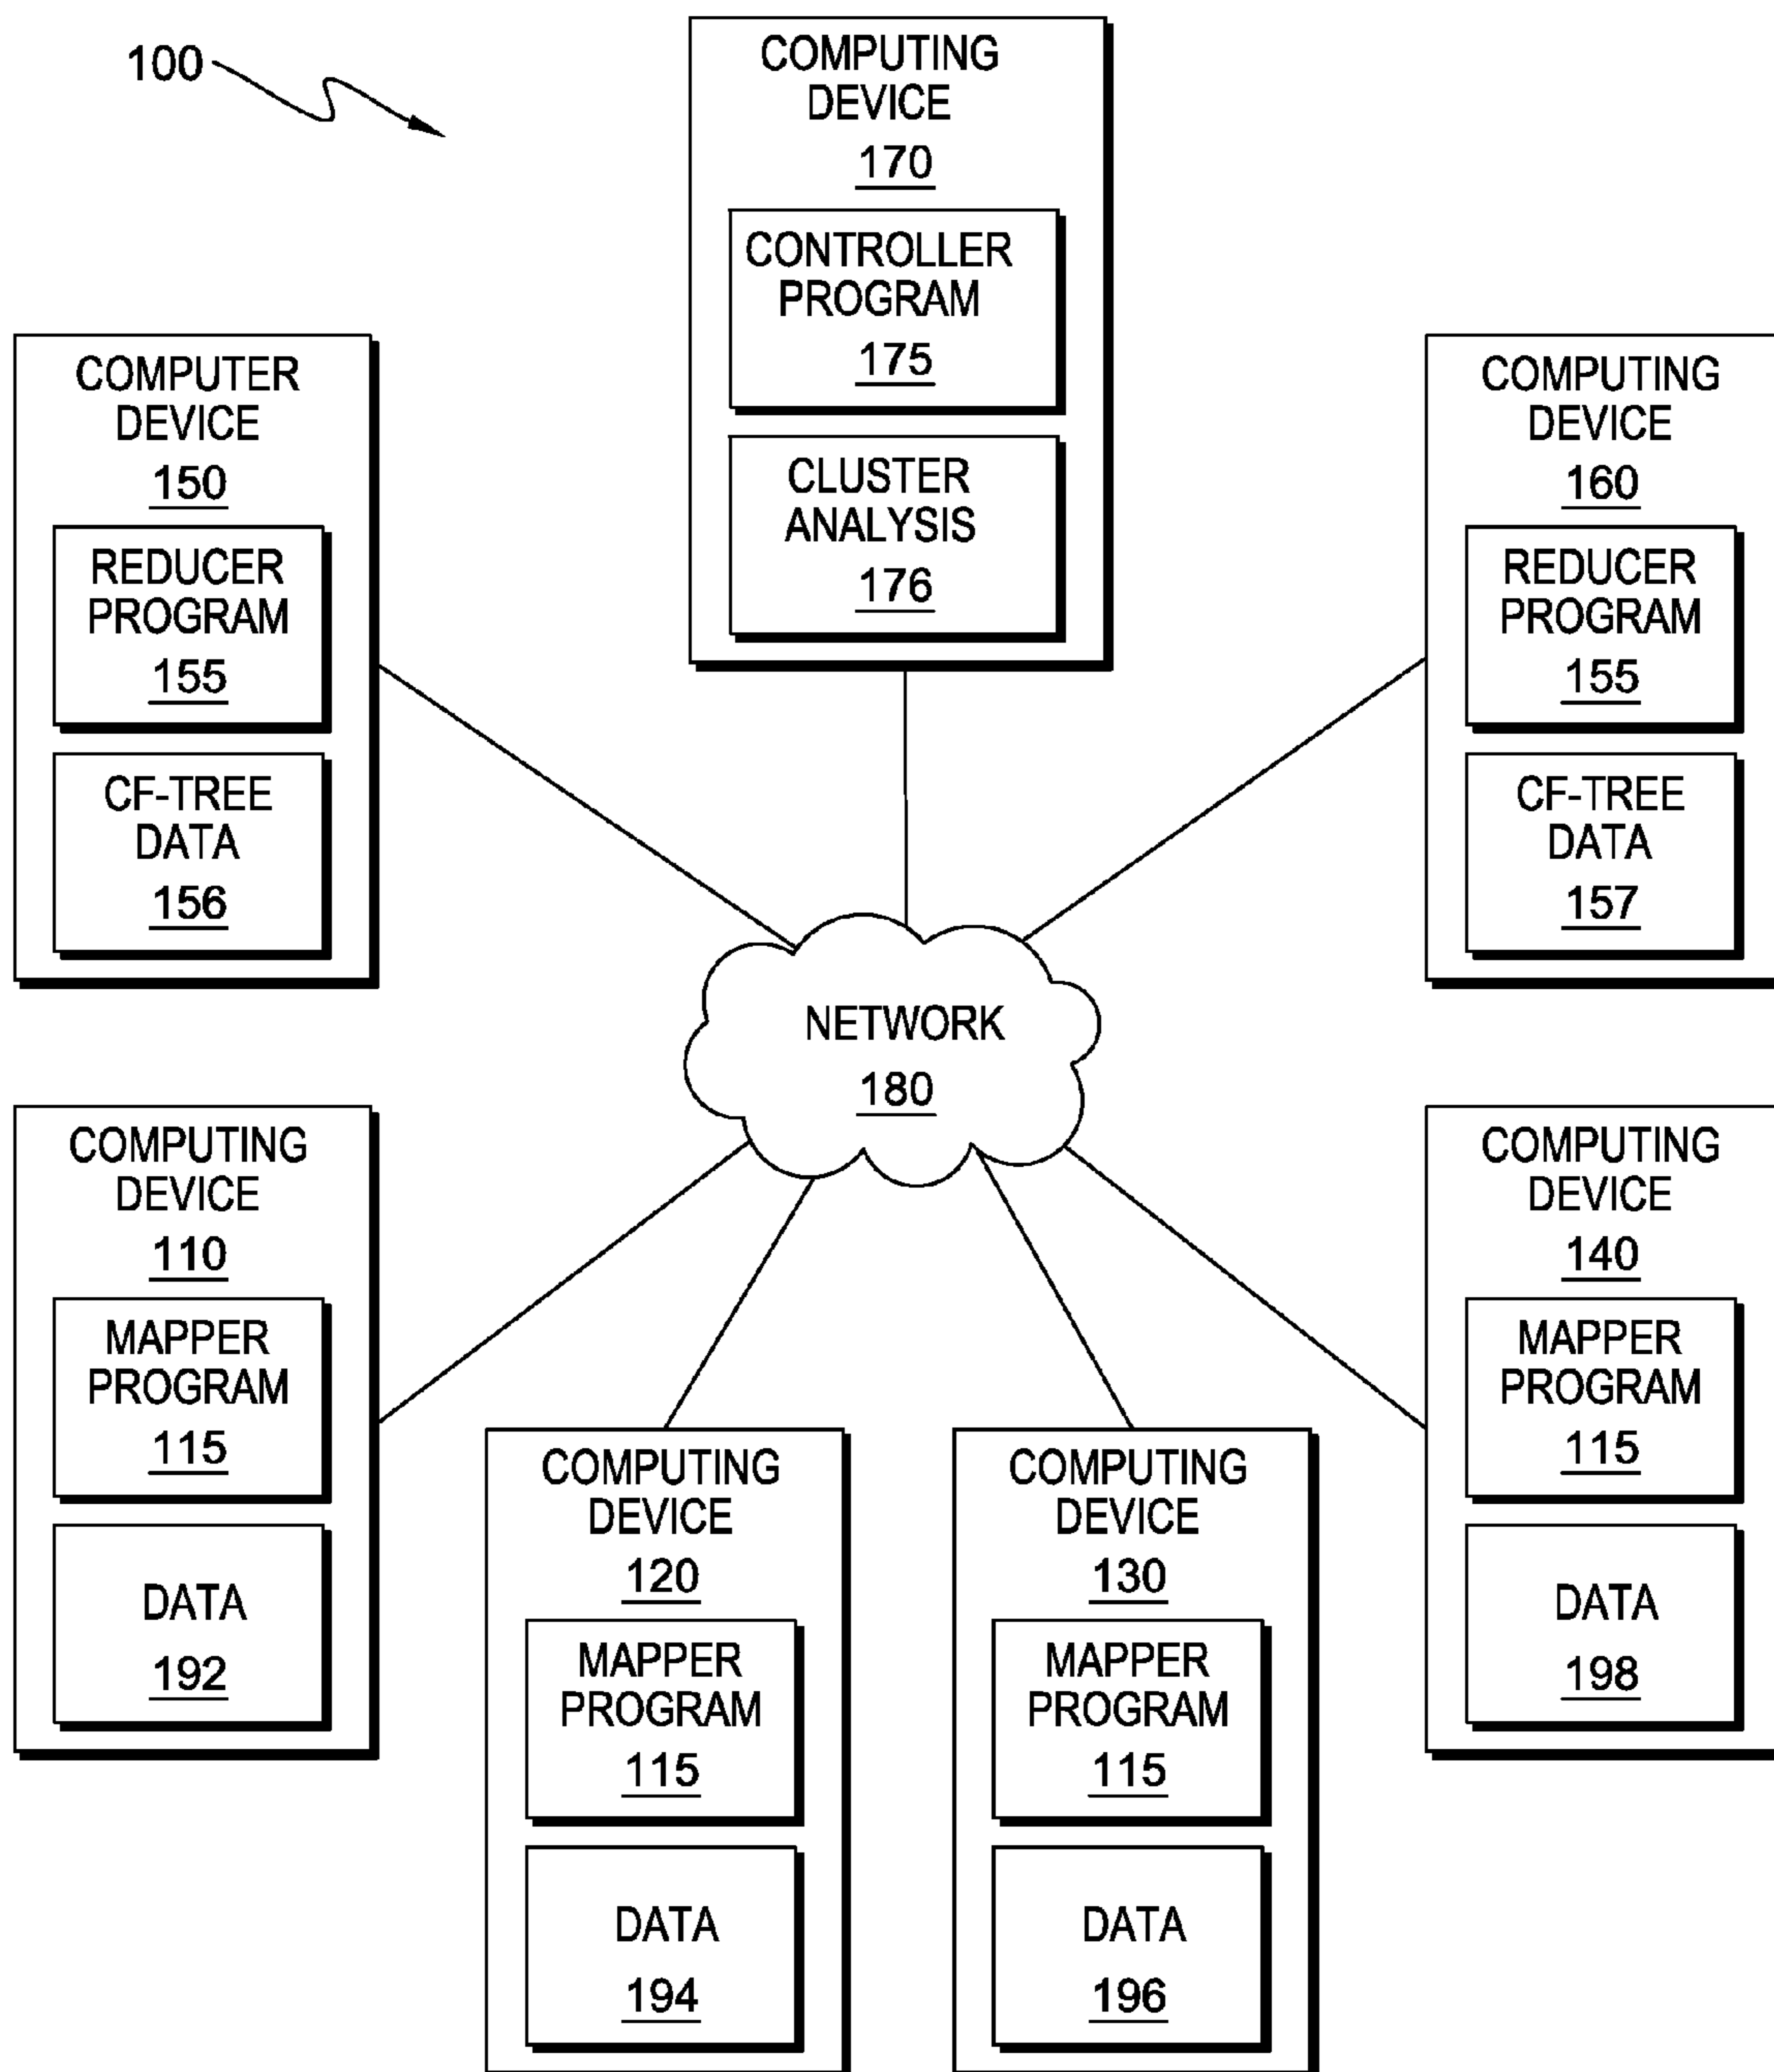 100
COMPUTING
DEVICE
170
CONTROLLER
PROGRAM
175
CLUSTER
ANALYSIS
176
COMPUTER
DEVICE
150
REDUCER
PROGRAM
155
CF-TREE
DATA
156
COMPUTING
DEVICE
160
REDUCER
PROGRAM
155
CF-TREE
DATA
157
NETWORK
180
COMPUTING
DEVICE
110
MAPPER
PROGRAM
115
DATA
192
COMPUTING
DEVICE
120
MAPPER
PROGRAM
115
DATA
194
COMPUTING
DEVICE
130
MAPPER
PROGRAM
115
DATA
196
COMPUTING
DEVICE
140
MAPPER
PROGRAM
115
DATA
198